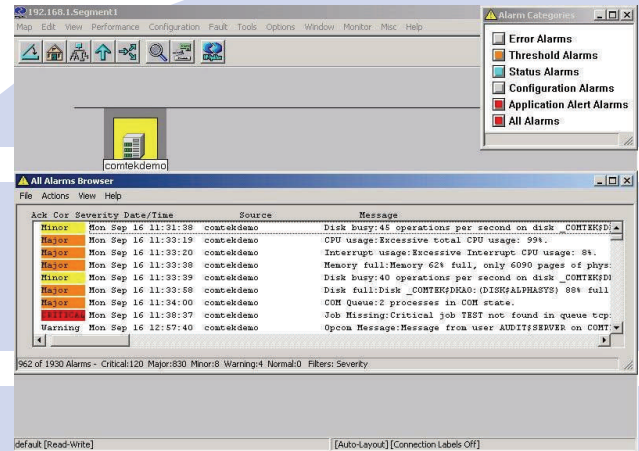 192.168.1.Segment1
Map Edit View Performance Configuration Fault Tools Options Window Monitor Misc Help
Alarm Categories
Error Alarms
Threshold Alarms
Status Alarms
Configuration Alarms
Application Alert Alarms
All Alarms
comtekdemo
All Alarms Browser
File Actions View Help
Ack Cor Severity Date/Time Source Message
Minor Mon Sep 16 11:31:38 comtekdemo Disk busy:45 operations per second on disk _COMTEK$D
Major Mon Sep 16 11:33:19 comtekdemo CPU usage:Excessive total CPU usage: 99%.
Major Mon Sep 16 11:33:20 comtekdemo Interrupt usage:Excessive Interrupt CPU usage: 8%.
Major Mon Sep 16 11:33:38 comtekdemo Memory full:Memory 62% full, only 6090 pages of phys
Minor Mon Sep 16 11:33:39 comtekdemo Disk busy:40 operations per second on disk _COMTEK$D
Major Mon Sep 16 11:33:58 comtekdemo Disk full:Disk _COMTEK$DKA0:(DISK$ALPHASYS) 88% full
Major Mon Sep 16 11:34:00 comtekdemo COM Queue:2 processes in COM state.
CRITICAL Mon Sep 16 11:38:37 comtekdemo Job Missing:Critical job TEST not found in queue tcp
Warning Mon Sep 16 12:57:40 comtekdemo Opcom Message:Message from user AUDIT$SERVER on COMT
962 of 1930 Alarms - Critical:120 Major:830 Minor:8 Warning:4 Normal:0 Filters: Severity
default [Read-Write] [Auto-Layout] [Connection Labels Off]